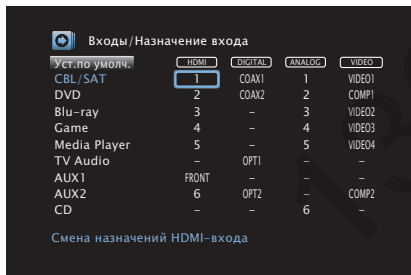 Входы/Назначение входа
Уст.по умолч. HDMI DIGITAL ANALOG VIDEO
CBL/SAT 1 COAX1 1 VIDEO1
DVD 2 COAX2 2 COMP1
Blu-ray 3 – 3 VIDEO2
Game 4 – 4 VIDEO3
Media Player 5 – 5 VIDEO4
TV Audio – OPT1 – –
AUX1 FRONT – – –
AUX2 6 OPT2 – COMP2
CD – – 6 –
Смена назначений HDMI-входа